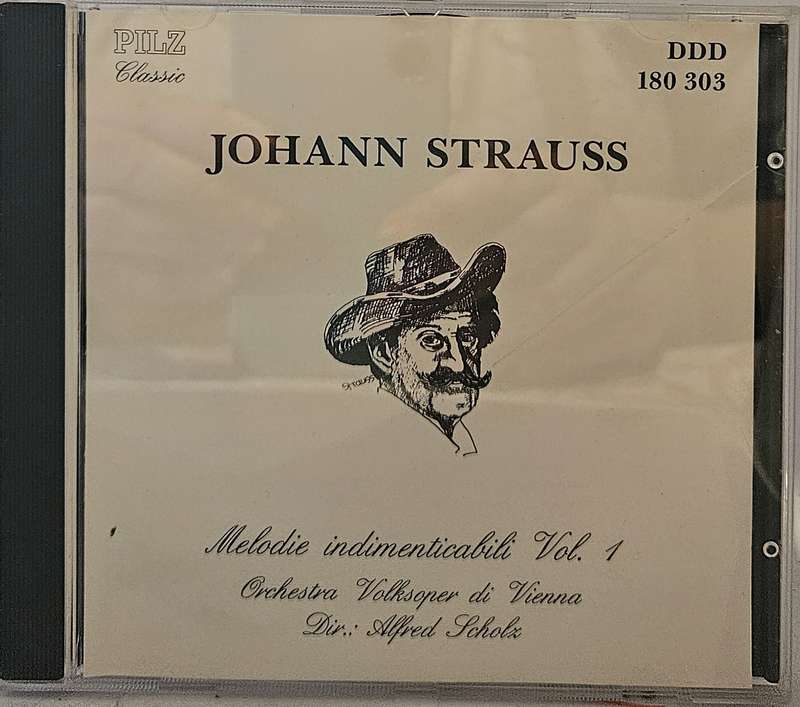 PILZ
Classic
DDD
180 303
JOHANN STRAUSS
Strauss
Melodie indimenticabili Vol. 1
Orchestra Volksoper di Vienna
Dir.: Alfred Scholz